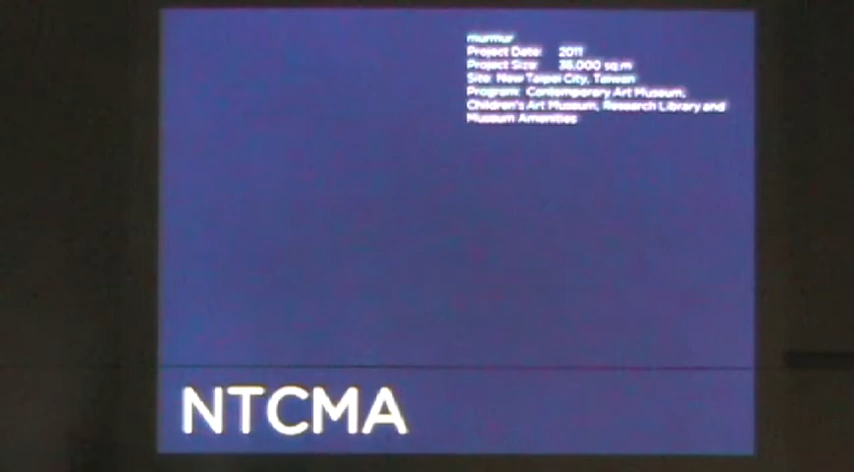 murmur
Project Date: 2011
Project Size: 36,000 sq.m
Site: New Taipei City, Taiwan
Program: Contemporary Art Museum,
Children's Art Museum, Research Library and
Museum Amenities
NTCMA